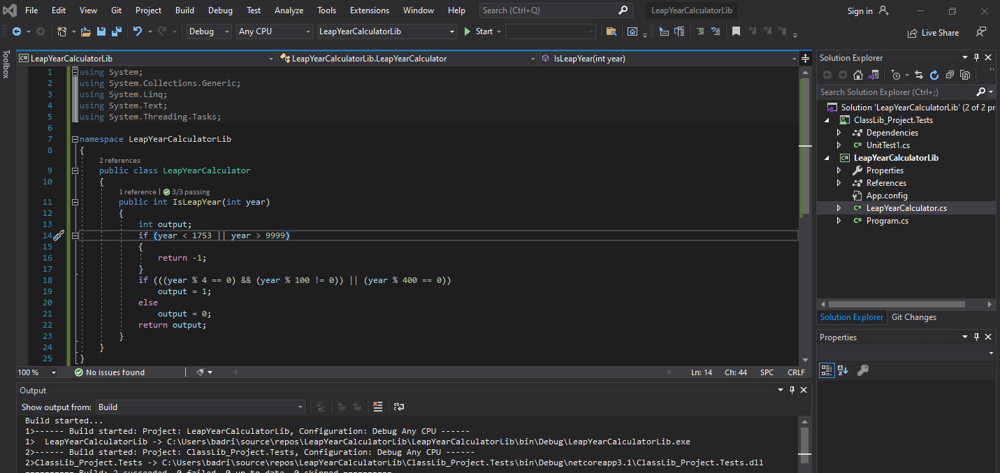 File Edit View Git Project Build Debug Test Analyze Tools Extensions Window Help Search (Ctrl+Q) LeapYearCalculatorLib Sign in
Debug Any CPU LeapYearCalculatorLib Start Live Share
Toolbox
C# LeapYearCalculatorLib LeapYearCalculatorLib.LeapYearCalculator IsLeapYear(int year)
1 using System;
2 using System.Collections.Generic;
3 using System.Linq;
4 using System.Text;
5 using System.Threading.Tasks;
6
7 namespace LeapYearCalculatorLib
8 {
2 references
9 public class LeapYearCalculator
10 {
1 reference | 3/3 passing
11 public int IsLeapYear(int year)
12 {
13 int output;
14 if (year < 1753 || year > 9999)
15 {
16 return -1;
17 }
18 if (((year % 4 == 0) && (year % 100 != 0)) || (year % 400 == 0))
19 output = 1;
20 else
21 output = 0;
22 return output;
23 }
24 }
25 }
100 % No issues found Ln: 14 Ch: 44 SPC CRLF
Output
Show output from: Build
Build started...
1>------ Build started: Project: LeapYearCalculatorLib, Configuration: Debug Any CPU ------
1> LeapYearCalculatorLib -> C:\Users\badri\source\repos\LeapYearCalculatorLib\LeapYearCalculatorLib\bin\Debug\LeapYearCalculatorLib.exe
2>------ Build started: Project: ClassLib_Project.Tests, Configuration: Debug Any CPU ------
2>ClassLib_Project.Tests -> C:\Users\badri\source\repos\LeapYearCalculatorLib\ClassLib_Project.Tests\bin\Debug\netcoreapp3.1\ClassLib_Project.Tests.dll
========== Build: 2 succeeded, 0 failed, 0 up-to-date, 0 skipped ==========
Solution Explorer
Search Solution Explorer (Ctrl+;)
Solution 'LeapYearCalculatorLib' (2 of 2 pr
ClassLib_Project.Tests
Dependencies
C# UnitTest1.cs
C# LeapYearCalculatorLib
Properties
References
App.config
C# LeapYearCalculator.cs
C# Program.cs
Solution Explorer Git Changes
Properties